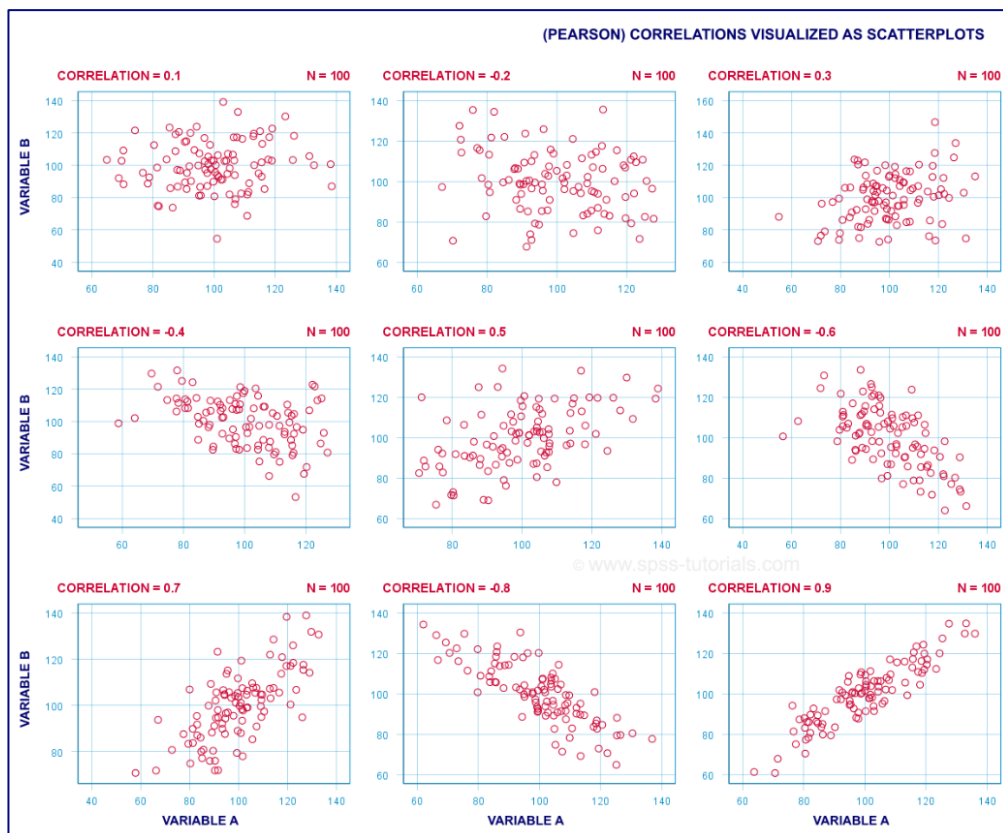 (PEARSON) CORRELATIONS VISUALIZED AS SCATTERPLOTS
CORRELATION = 0.1 N = 100
CORRELATION = -0.2 N = 100
CORRELATION = 0.3 N = 100
VARIABLE B
140
120
100
80
60
40
60 80 100 120 140
140
120
100
80
60
60 80 100 120
160
140
120
100
80
60
40 60 80 100 120 140
CORRELATION = -0.4 N = 100
CORRELATION = 0.5 N = 100
CORRELATION = -0.6 N = 100
VARIABLE B
140
120
100
80
60
40
60 80 100 120
140
120
100
80
60
80 100 120 140
140
120
100
80
60
40 60 80 100 120 140
© www.spss-tutorials.com
CORRELATION = 0.7 N = 100
CORRELATION = -0.8 N = 100
CORRELATION = 0.9 N = 100
VARIABLE B
140
120
100
80
40 60 80 100 120 140
VARIABLE A
140
120
100
80
60
60 80 100 120 140
VARIABLE A
140
120
100
80
60
60 80 100 120 140
VARIABLE A